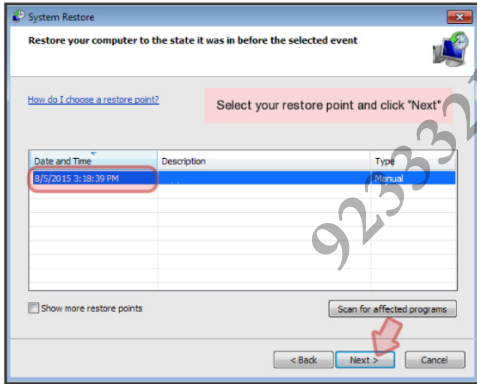 System Restore
Restore your computer to the state it was in before the selected event
How do I choose a restore point?
Select your restore point and click "Next"
Date and Time Description Type
8/5/2015 3:18:39 PM Manual
Show more restore points
Scan for affected programs
< Back Next > Cancel